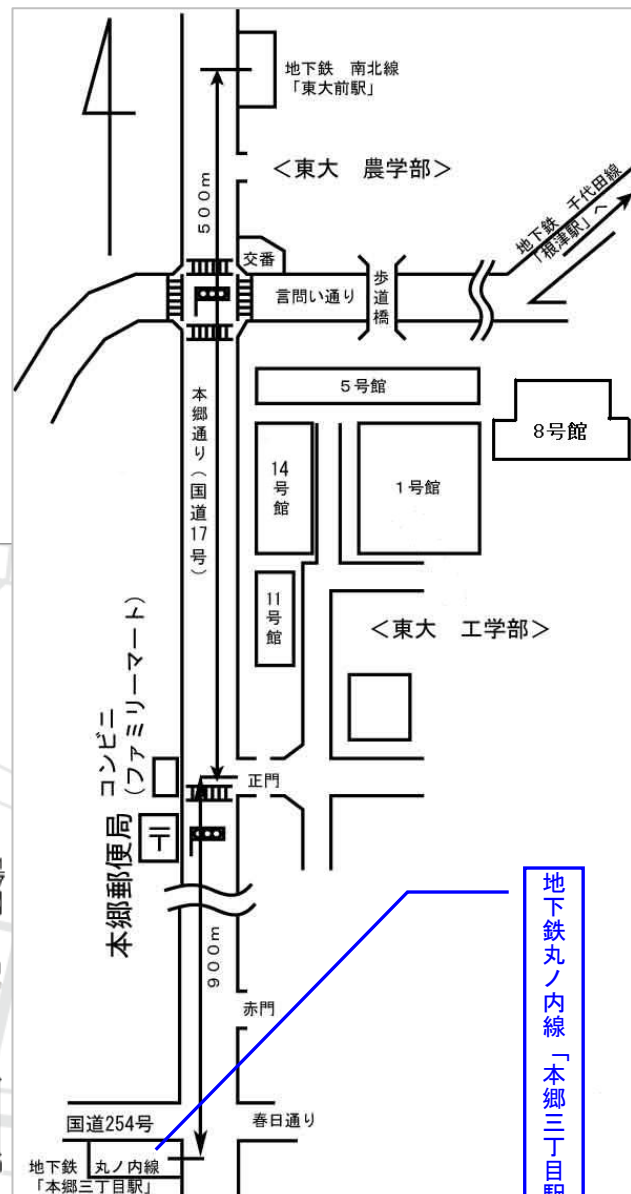 地下鉄 南北線
「東大前駅」
＜東大 農学部＞
500m
地下鉄 千代田線
「根津駅」へ
交番
言問い通り
歩道橋
5号館
8号館
本郷通り(国道17号)
14号館
1号館
11号館
＜東大 工学部＞
コンビニ
(ファミリーマート)
正門
本郷郵便局
900m
赤門
地下鉄丸ノ内線「本郷三丁目駅
国道254号
春日通り
地下鉄 丸ノ内線
「本郷三丁目駅」